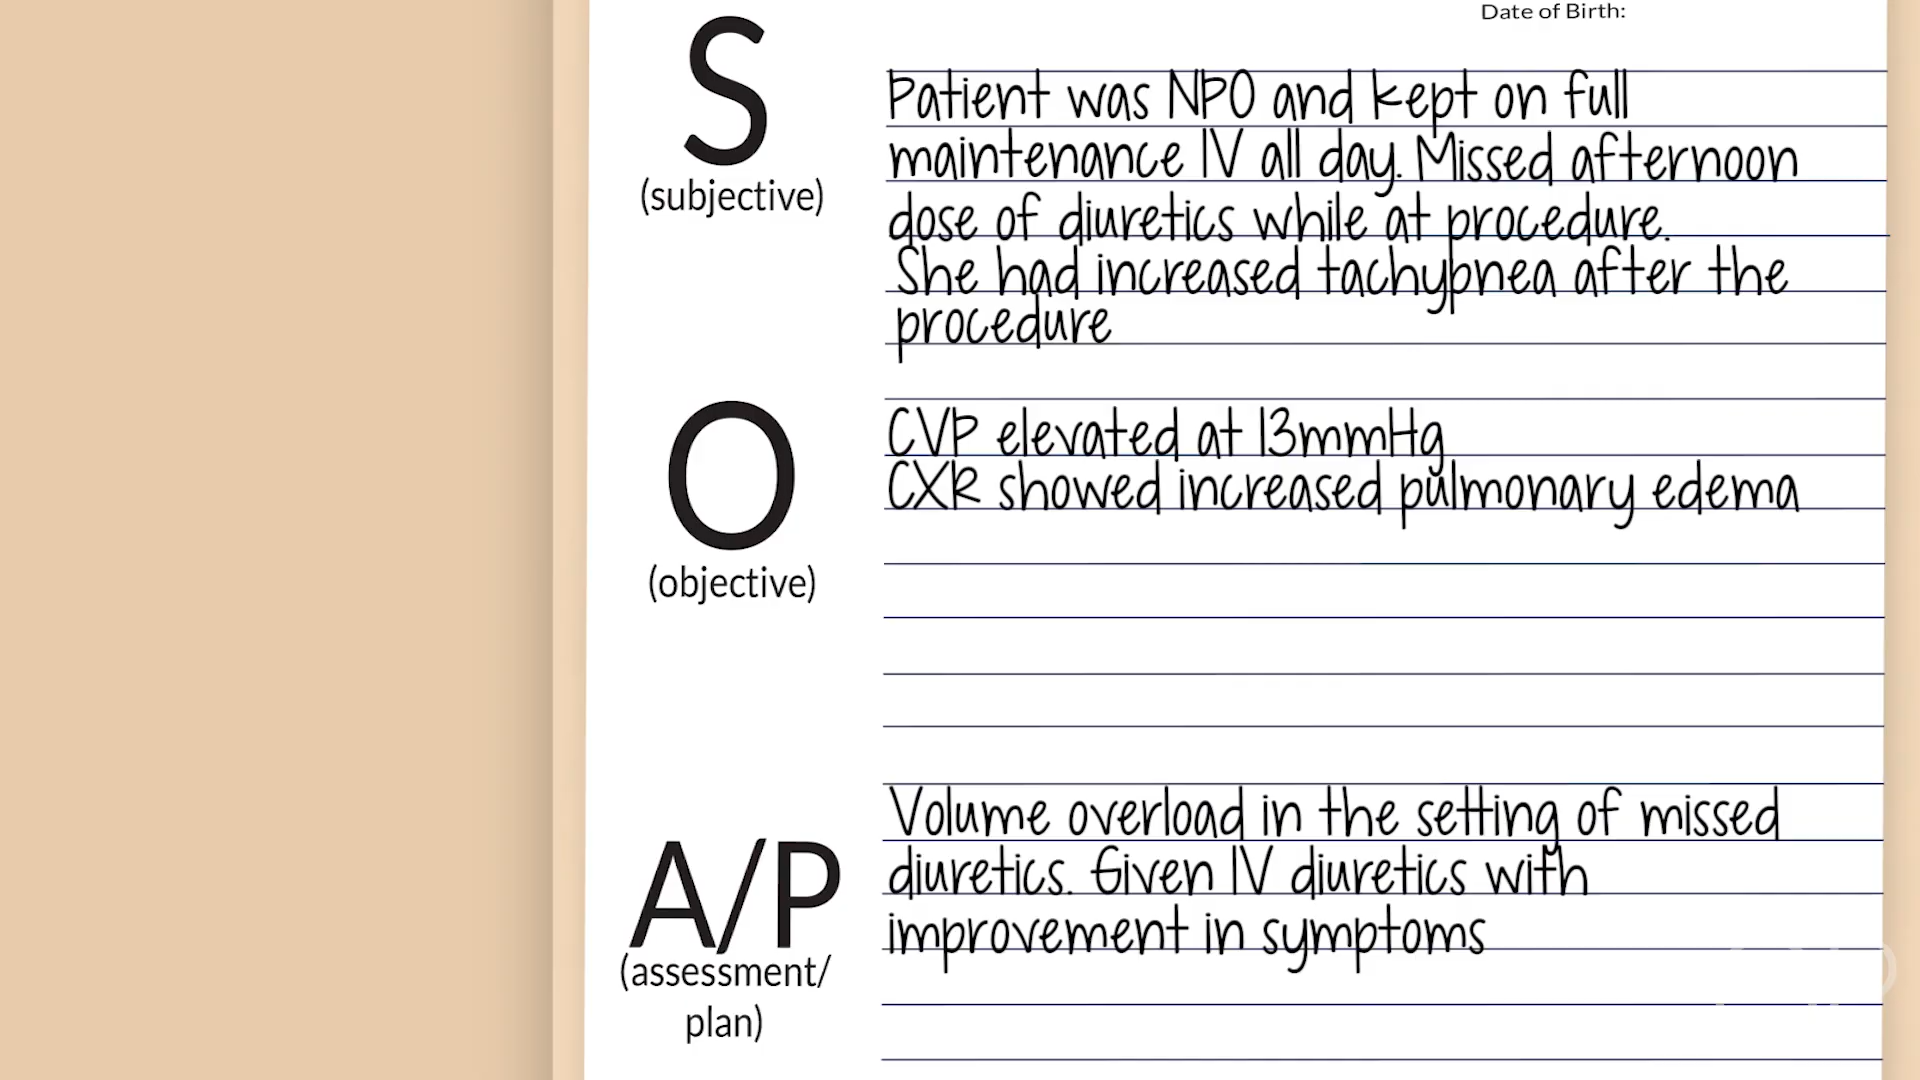 Date of Birth:
S
(subjective)
Patient was NPO and kept on full
maintenance IV all day. Missed afternoon
dose of diuretics while at procedure.
She had increased tachypnea after the
procedure
O
(objective)
CVP elevated at 13mmHg
CXR showed increased pulmonary edema
A/P
(assessment/
plan)
Volume overload in the setting of missed
diuretics. Given IV diuretics with
improvement in symptoms